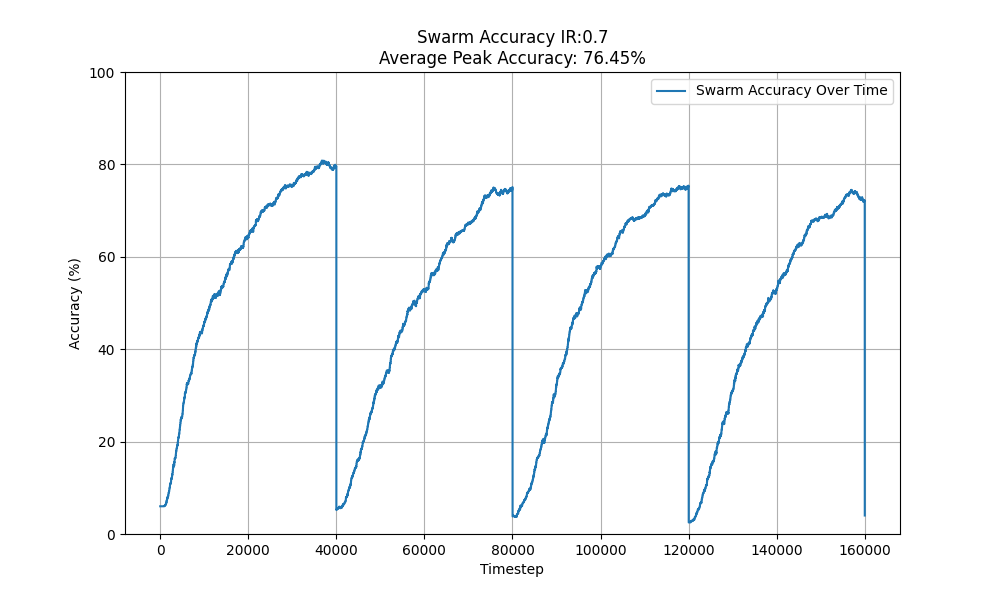 Swarm Accuracy IR:0.7
Average Peak Accuracy: 76.45%
Swarm Accuracy Over Time
100
80
60
40
20
0
Accuracy (%)
0 20000 40000 60000 80000 100000 120000 140000 160000
Timestep